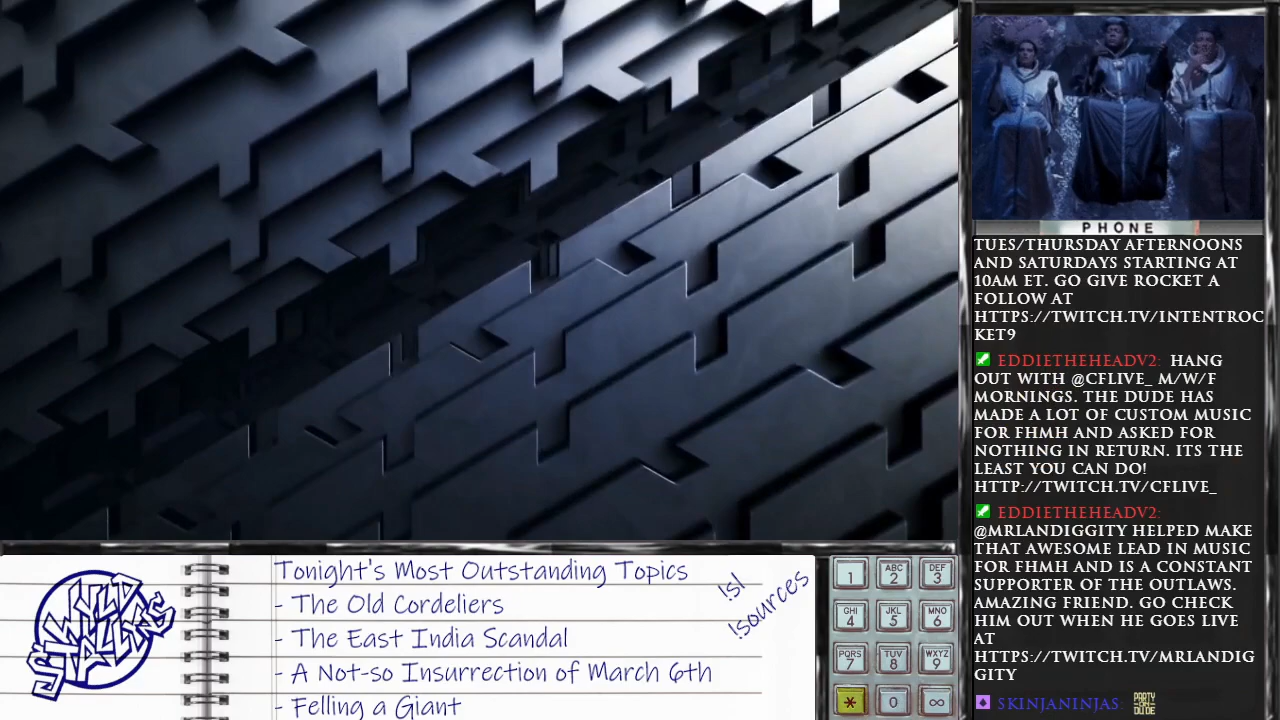 PHONE
TUES/THURSDAY AFTERNOONS
AND SATURDAYS STARTING AT
10AM ET. GO GIVE ROCKET A
FOLLOW AT
HTTPS://TWITCH.TV/INTENTROC
KET9
EDDIETHEHEADV2: HANG
OUT WITH @CFLIVE_ M/W/F
MORNINGS. THE DUDE HAS
MADE A LOT OF CUSTOM MUSIC
FOR FHMH AND ASKED FOR
NOTHING IN RETURN. ITS THE
LEAST YOU CAN DO!
HTTP://TWITCH.TV/CFLIVE_
EDDIETHEHEADV2:
@MRLANDIGGITY HELPED MAKE
THAT AWESOME LEAD IN MUSIC
FOR FHMH AND IS A CONSTANT
SUPPORTER OF THE OUTLAWS.
AMAZING FRIEND. GO CHECK
HIM OUT WHEN HE GOES LIVE
AT
HTTPS://TWITCH.TV/MRLANDIG
GITY
SKINJANINJAS: PARTY ON DUDE
WYLD
STALLYNS
Tonight's Most Outstanding Topics
- The Old Cordeliers
- The East India Scandal
- A Not-so Insurrection of March 6th
- Felling a Giant
!sl
!sources
1 ABC 2 DEF 3
GHI 4 JKL 5 MNO 6
PQRS 7 TUV 8 WXYZ 9
* 0 ∞